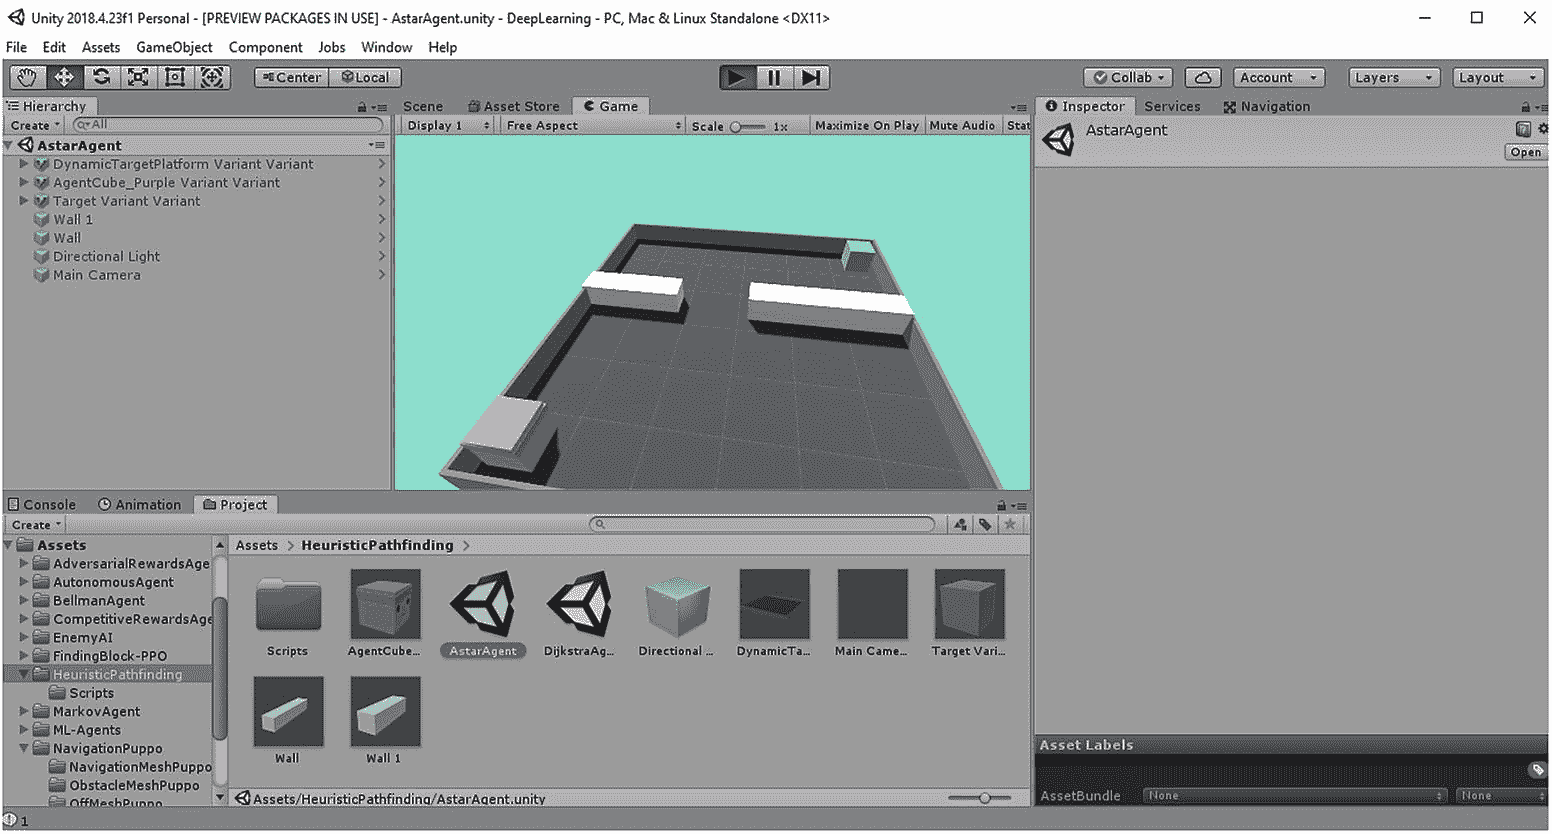 Unity 2018.4.23f1 Personal - [PREVIEW PACKAGES IN USE] - AstarAgent.unity - DeepLearning - PC, Mac & Linux Standalone <DX11>
File Edit Assets GameObject Component Jobs Window Help
Center Local Collab Account Layers Layout
Hierarchy
Create All
AstarAgent
DynamicTargetPlatform Variant Variant
AgentCube_Purple Variant Variant
Target Variant Variant
Wall 1
Wall
Directional Light
Main Camera
Scene Asset Store Game
Display 1 Free Aspect Scale 1x Maximize On Play Mute Audio Stat
Inspector Services Navigation
AstarAgent
Open
Console Animation Project
Create
Assets
AdversarialRewardsAge
AutonomousAgent
BellmanAgent
CompetitiveRewardsAge
EnemyAI
FindingBlock-PPO
HeuristicPathfinding
Scripts
MarkovAgent
ML-Agents
NavigationPuppo
NavigationMeshPuppo
ObstacleMeshPuppo
OffMeshPuppo
Assets > HeuristicPathfinding >
Scripts AgentCube... AstarAgent DijkstraAg... Directional ... DynamicTa... Main Came... Target Vari...
Wall Wall 1
Assets/HeuristicPathfinding/AstarAgent.unity
Asset Labels
AssetBundle None None
1